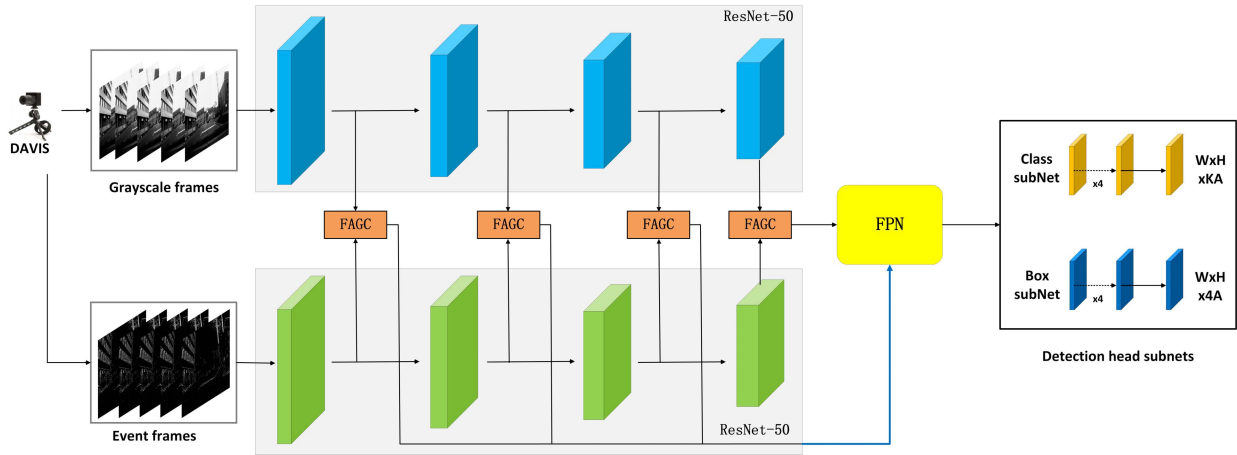 ResNet-50
DAVIS
Grayscale frames
FAGC
FAGC
FAGC
FAGC
FPN
Class
subNet
x4
WxH
xKA
Box
subNet
x4
WxH
x4A
Detection head subnets
Event frames
ResNet-50